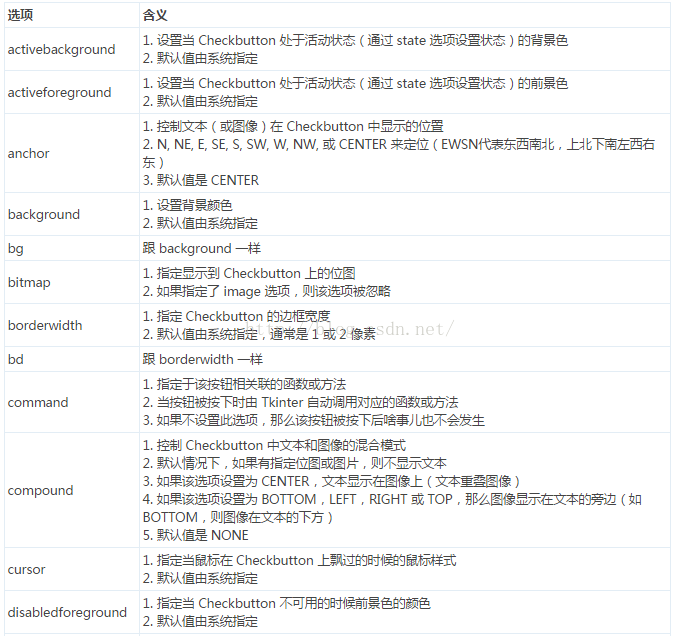 选项 含义
activebackground
1. 设置当 Checkbutton 处于活动状态（通过 state 选项设置状态）的背景色
2. 默认值由系统指定
activeforeground
1. 设置当 Checkbutton 处于活动状态（通过 state 选项设置状态）的前景色
2. 默认值由系统指定
anchor
1. 控制文本（或图像）在 Checkbutton 中显示的位置
2. N, NE, E, SE, S, SW, W, NW, 或 CENTER 来定位（EWSN代表东西南北，上北下南左西右
东）
3. 默认值是 CENTER
background
1. 设置背景颜色
2. 默认值由系统指定
bg
跟 background 一样
bitmap
1. 指定显示到 Checkbutton 上的位图
2. 如果指定了 image 选项，则该选项被忽略
borderwidth
1. 指定 Checkbutton 的边框宽度
2. 默认值由系统指定，通常是 1 或 2 像素
bd
跟 borderwidth 一样
command
1. 指定于该按钮相关联的函数或方法
2. 当按钮被按下时由 Tkinter 自动调用对应的函数或方法
3. 如果不设置此选项，那么该按钮被按下后啥事儿也不会发生
compound
1. 控制 Checkbutton 中文本和图像的混合模式
2. 默认情况下，如果有指定位图或图片，则不显示文本
3. 如果该选项设置为 CENTER，文本显示在图像上（文本重叠图像）
4. 如果该选项设置为 BOTTOM，LEFT，RIGHT 或 TOP，那么图像显示在文本的旁边（如
BOTTOM，则图像在文本的下方）
5. 默认值是 NONE
cursor
1. 指定当鼠标在 Checkbutton 上飘过的时候的鼠标样式
2. 默认值由系统指定
disabledforeground
1. 指定当 Checkbutton 不可用的时候前景色的颜色
2. 默认值由系统指定
http://blog.csdn.net/